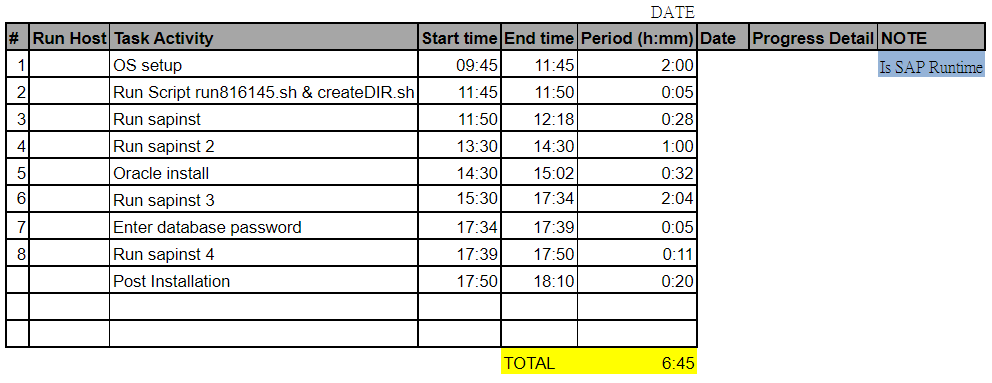 DATE
# Run Host Task Activity Start time End time Period (h:mm) Date Progress Detail NOTE
1 OS setup 09:45 11:45 2:00 Is SAP Runtime
2 Run Script run816145.sh & createDIR.sh 11:45 11:50 0:05
3 Run sapinst 11:50 12:18 0:28
4 Run sapinst 2 13:30 14:30 1:00
5 Oracle install 14:30 15:02 0:32
6 Run sapinst 3 15:30 17:34 2:04
7 Enter database password 17:34 17:39 0:05
8 Run sapinst 4 17:39 17:50 0:11
Post Installation 17:50 18:10 0:20
TOTAL 6:45